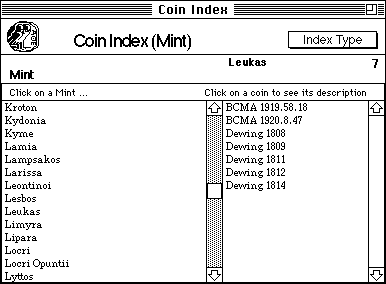 Coin Index
Coin Index (Mint)
Index Type
Leukas
7
Mint
Click on a Mint ...
Click on a coin to see its description
Kroton
Kydonia
Kyme
Lamia
Lampsakos
Larissa
Leontinoi
Lesbos
Leukas
Limyra
Lipara
Locri
Locri Opuntii
Lyttos
BCMA 1919.58.18
BCMA 1920.8.47
Dewing 1808
Dewing 1809
Dewing 1811
Dewing 1812
Dewing 1814